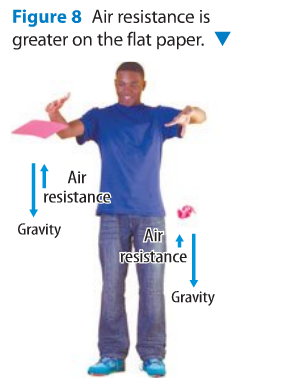 Figure 8 Air resistance is
greater on the flat paper.
Air
resistance
Gravity
Air
resistance
Gravity